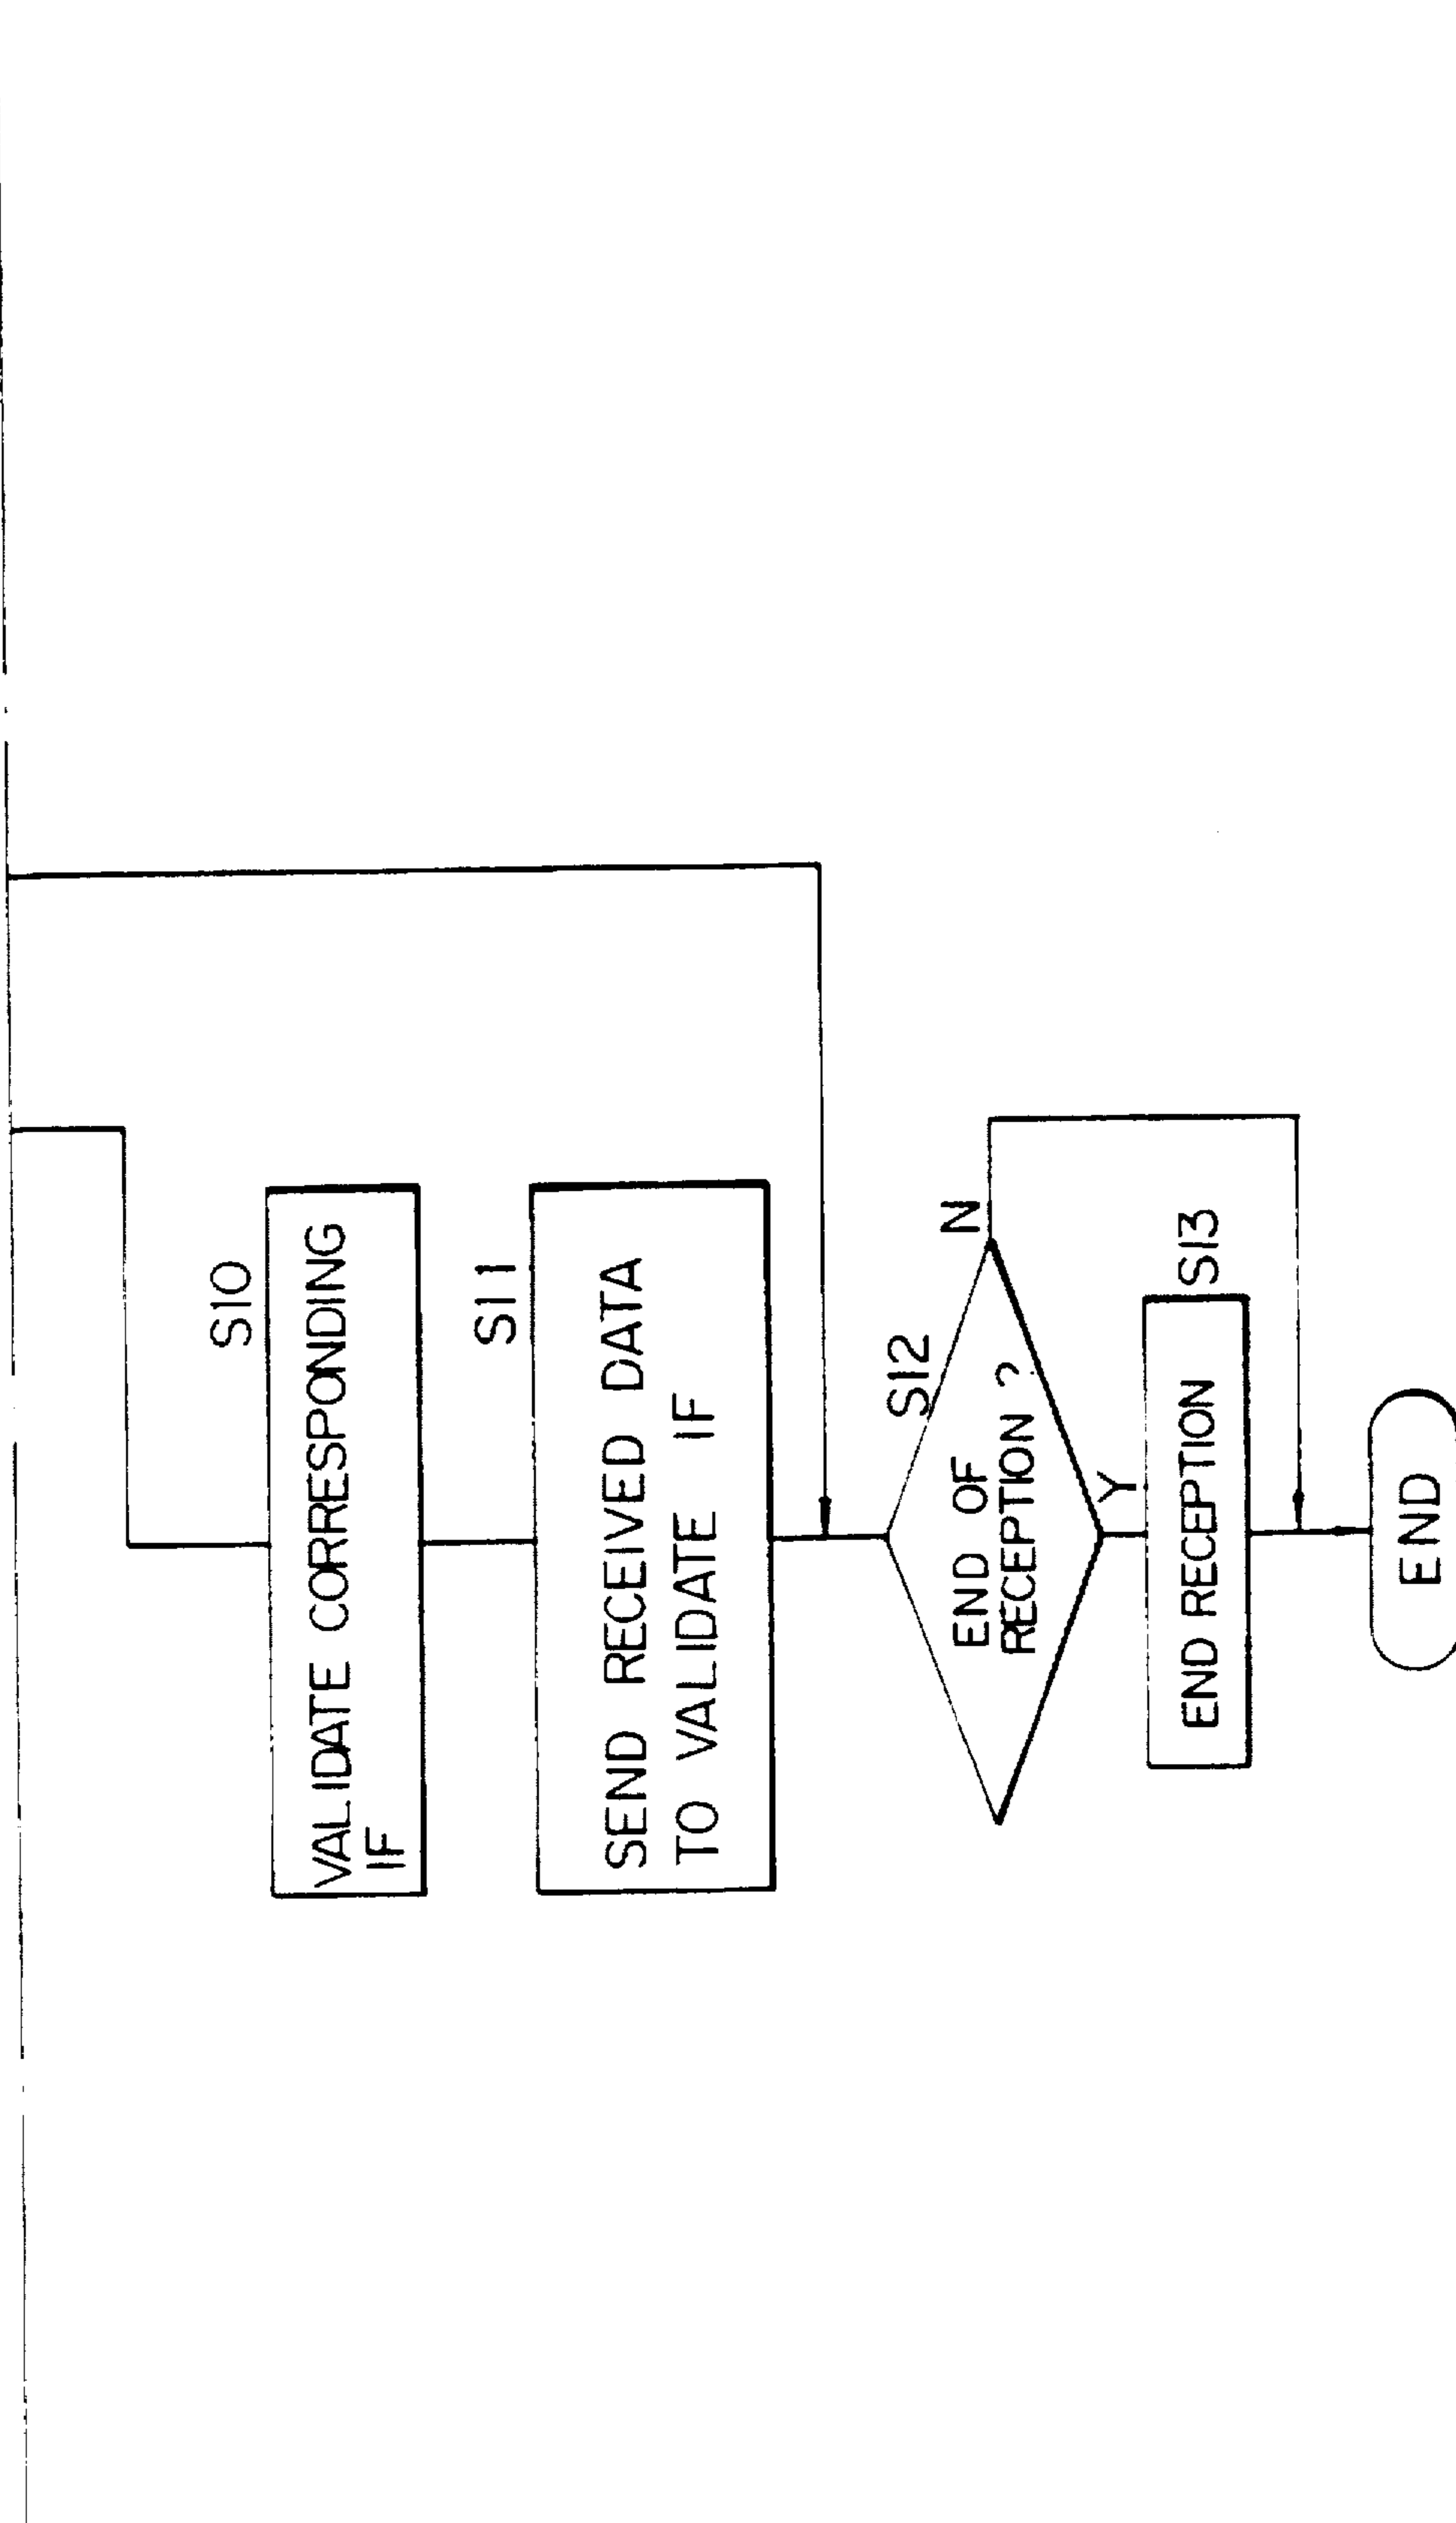 S10
VALIDATE CORRESPONDING
IF
S11
SEND RECEIVED DATA
TO VALIDATE IF
S12
END OF
RECEPTION ?
N
Y
S13
END RECEPTION
END